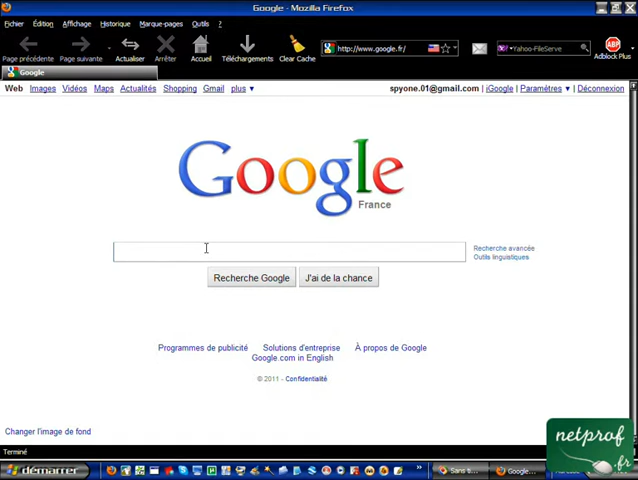 Google - Mozilla Firefox
Fichier Édition Affichage Historique Marque-pages Outils ?
Page précédente Page suivante Actualiser Arrêter Accueil Téléchargements Clear Cache http://www.google.fr/ Yahoo-FileServe ABP Adblock Plus
Google
Web Images Vidéos Maps Actualités Shopping Gmail plus ▼ spyone.01@gmail.com | iGoogle | Paramètres ▼ | Déconnexion
Google
France
Recherche avancée
Outils linguistiques
Recherche Google J'ai de la chance
Programmes de publicité Solutions d'entreprise À propos de Google
Google.com in English
© 2011 - Confidentialité
Changer l'image de fond
netprof
.fr
Terminé
démarrer Sans ti... Google...